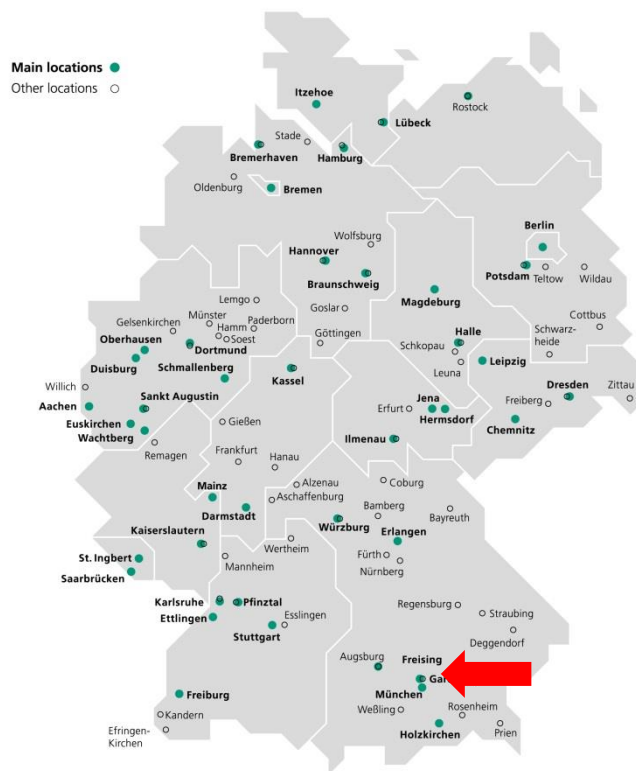 Main locations
Other locations
Itzehoe
Rostock
Lübeck
Stade
Bremerhaven
Hamburg
Oldenburg
Bremen
Wolfsburg
Berlin
Hannover
Potsdam
Teltow
Wildau
Braunschweig
Magdeburg
Lemgo
Goslar
Cottbus
Münster
Paderborn
Gelsenkirchen
Hamm
Göttingen
Halle
Schwarz-
heide
Oberhausen
Soest
Schkopau
Dortmund
Leipzig
Duisburg
Schmallenberg
Kassel
Leuna
Dresden
Zittau
Willich
Sankt Augustin
Jena
Freiberg
Aachen
Erfurt
Hermsdorf
Chemnitz
Euskirchen
Gießen
Wachtberg
Ilmenau
Remagen
Frankfurt
Hanau
Mainz
Alzenau
Coburg
Aschaffenburg
Bamberg
Darmstadt
Bayreuth
Kaiserslautern
Würzburg
Erlangen
Wertheim
St. Ingbert
Mannheim
Fürth
Saarbrücken
Nürnberg
Karlsruhe
Pfinztal
Regensburg
Straubing
Ettlingen
Esslingen
Stuttgart
Deggendorf
Augsburg
Freising
Freiburg
München
Weßling
Rosenheim
Kandern
Holzkirchen
Prien
Efringen-
Kirchen